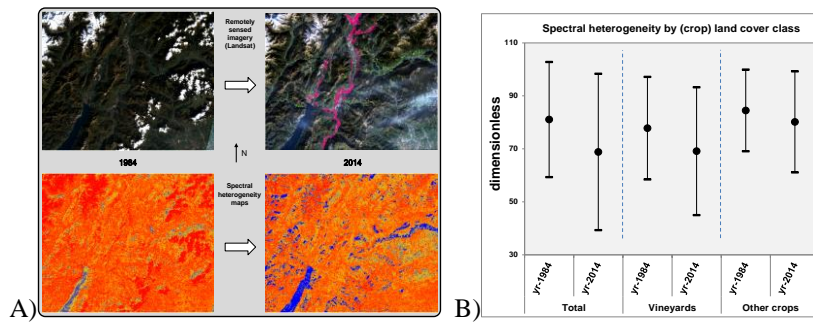 Remotely
sensed
imagery
(Landsat)
1984
N
2014
Spectral
heterogeneity
maps
A)
Spectral heterogeneity by (crop) land cover class
dimensionless
110
90
70
50
30
yr-1984
yr-2014
yr-1984
yr-2014
yr-1984
yr-2014
Total
Vineyards
Other crops
B)